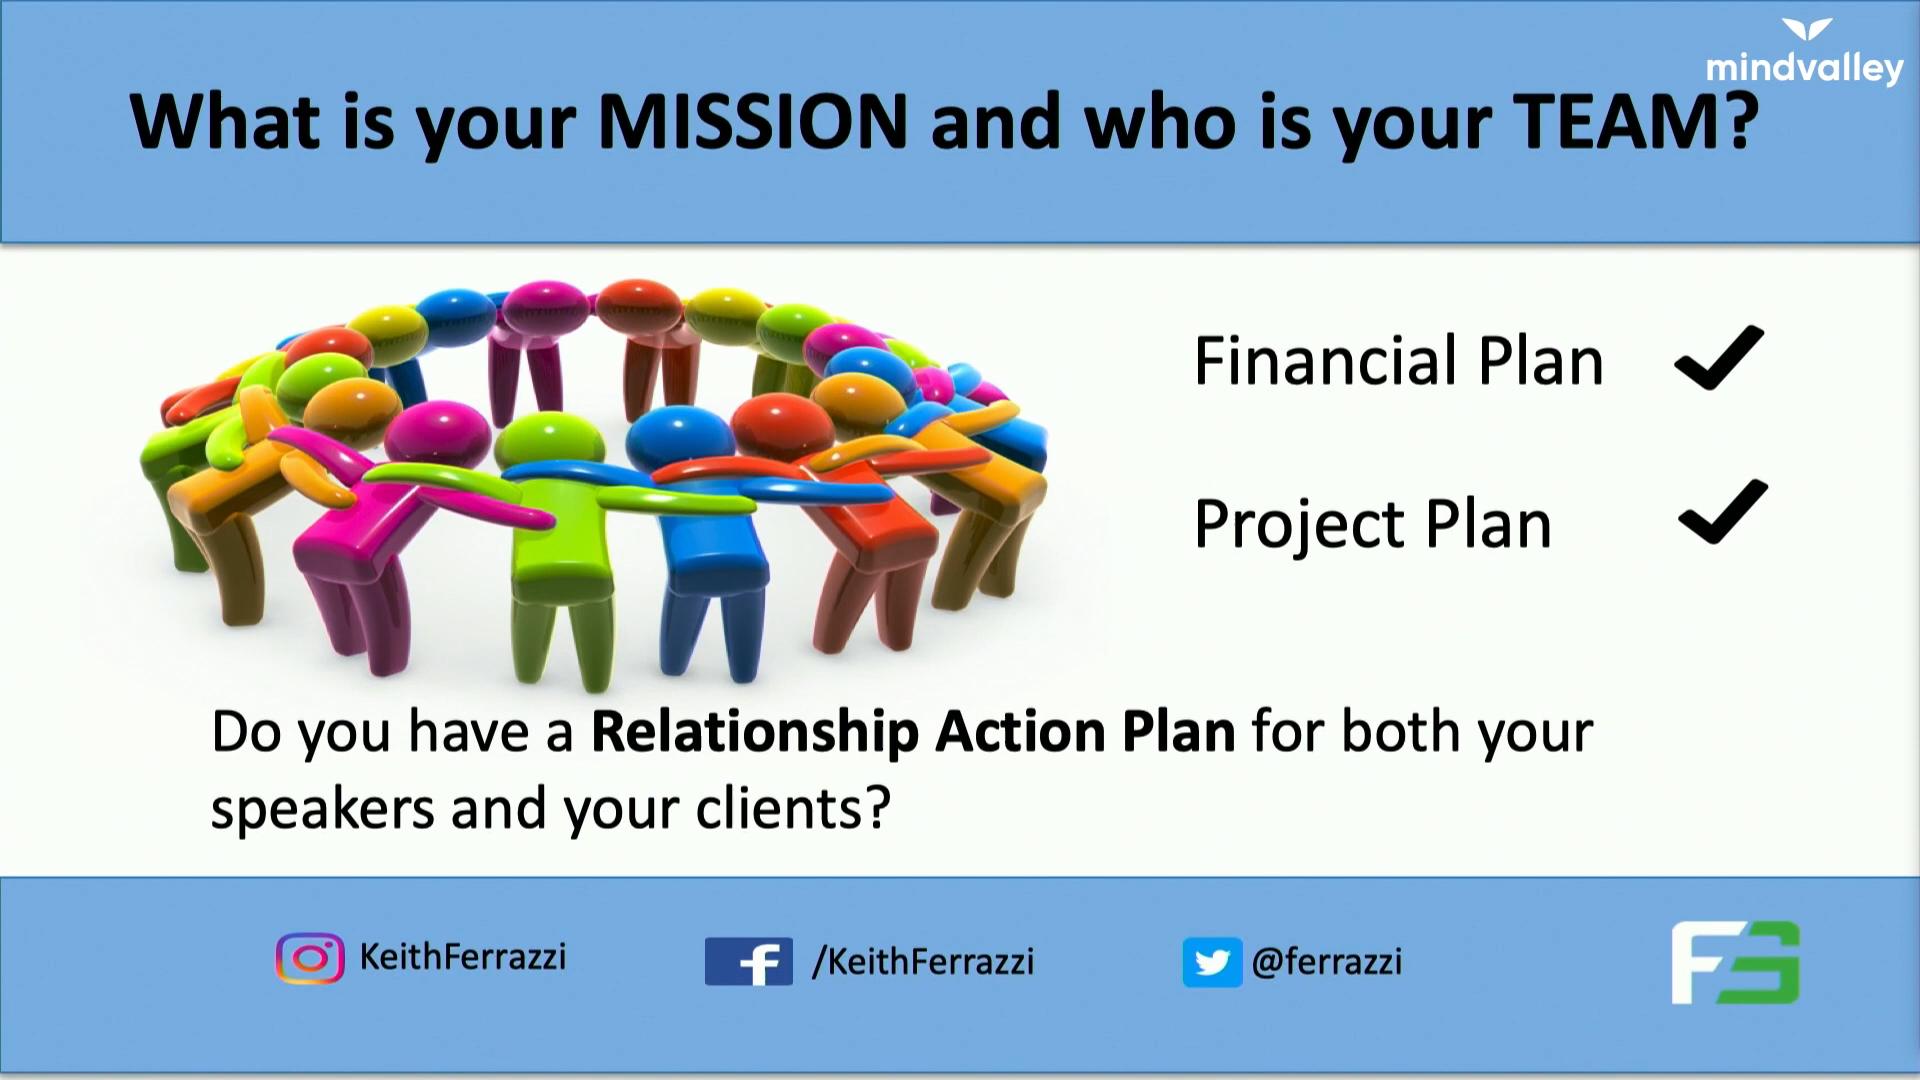 mindvalley
What is your MISSION and who is your TEAM?
Financial Plan
Project Plan
Do you have a Relationship Action Plan for both your
speakers and your clients?
KeithFerrazzi
/KeithFerrazzi
@ferrazzi
FG